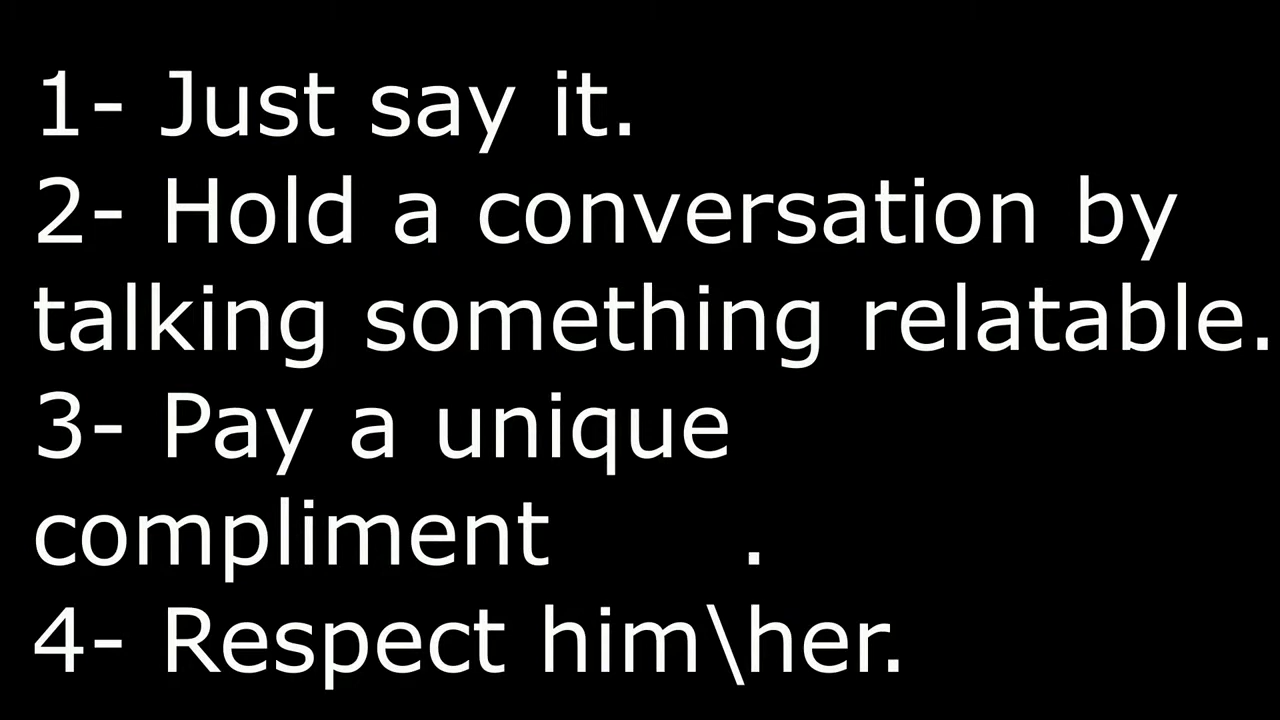 1- Just say it.
2- Hold a conversation by
talking something relatable.
3- Pay a unique
compliment .
4- Respect him\her.